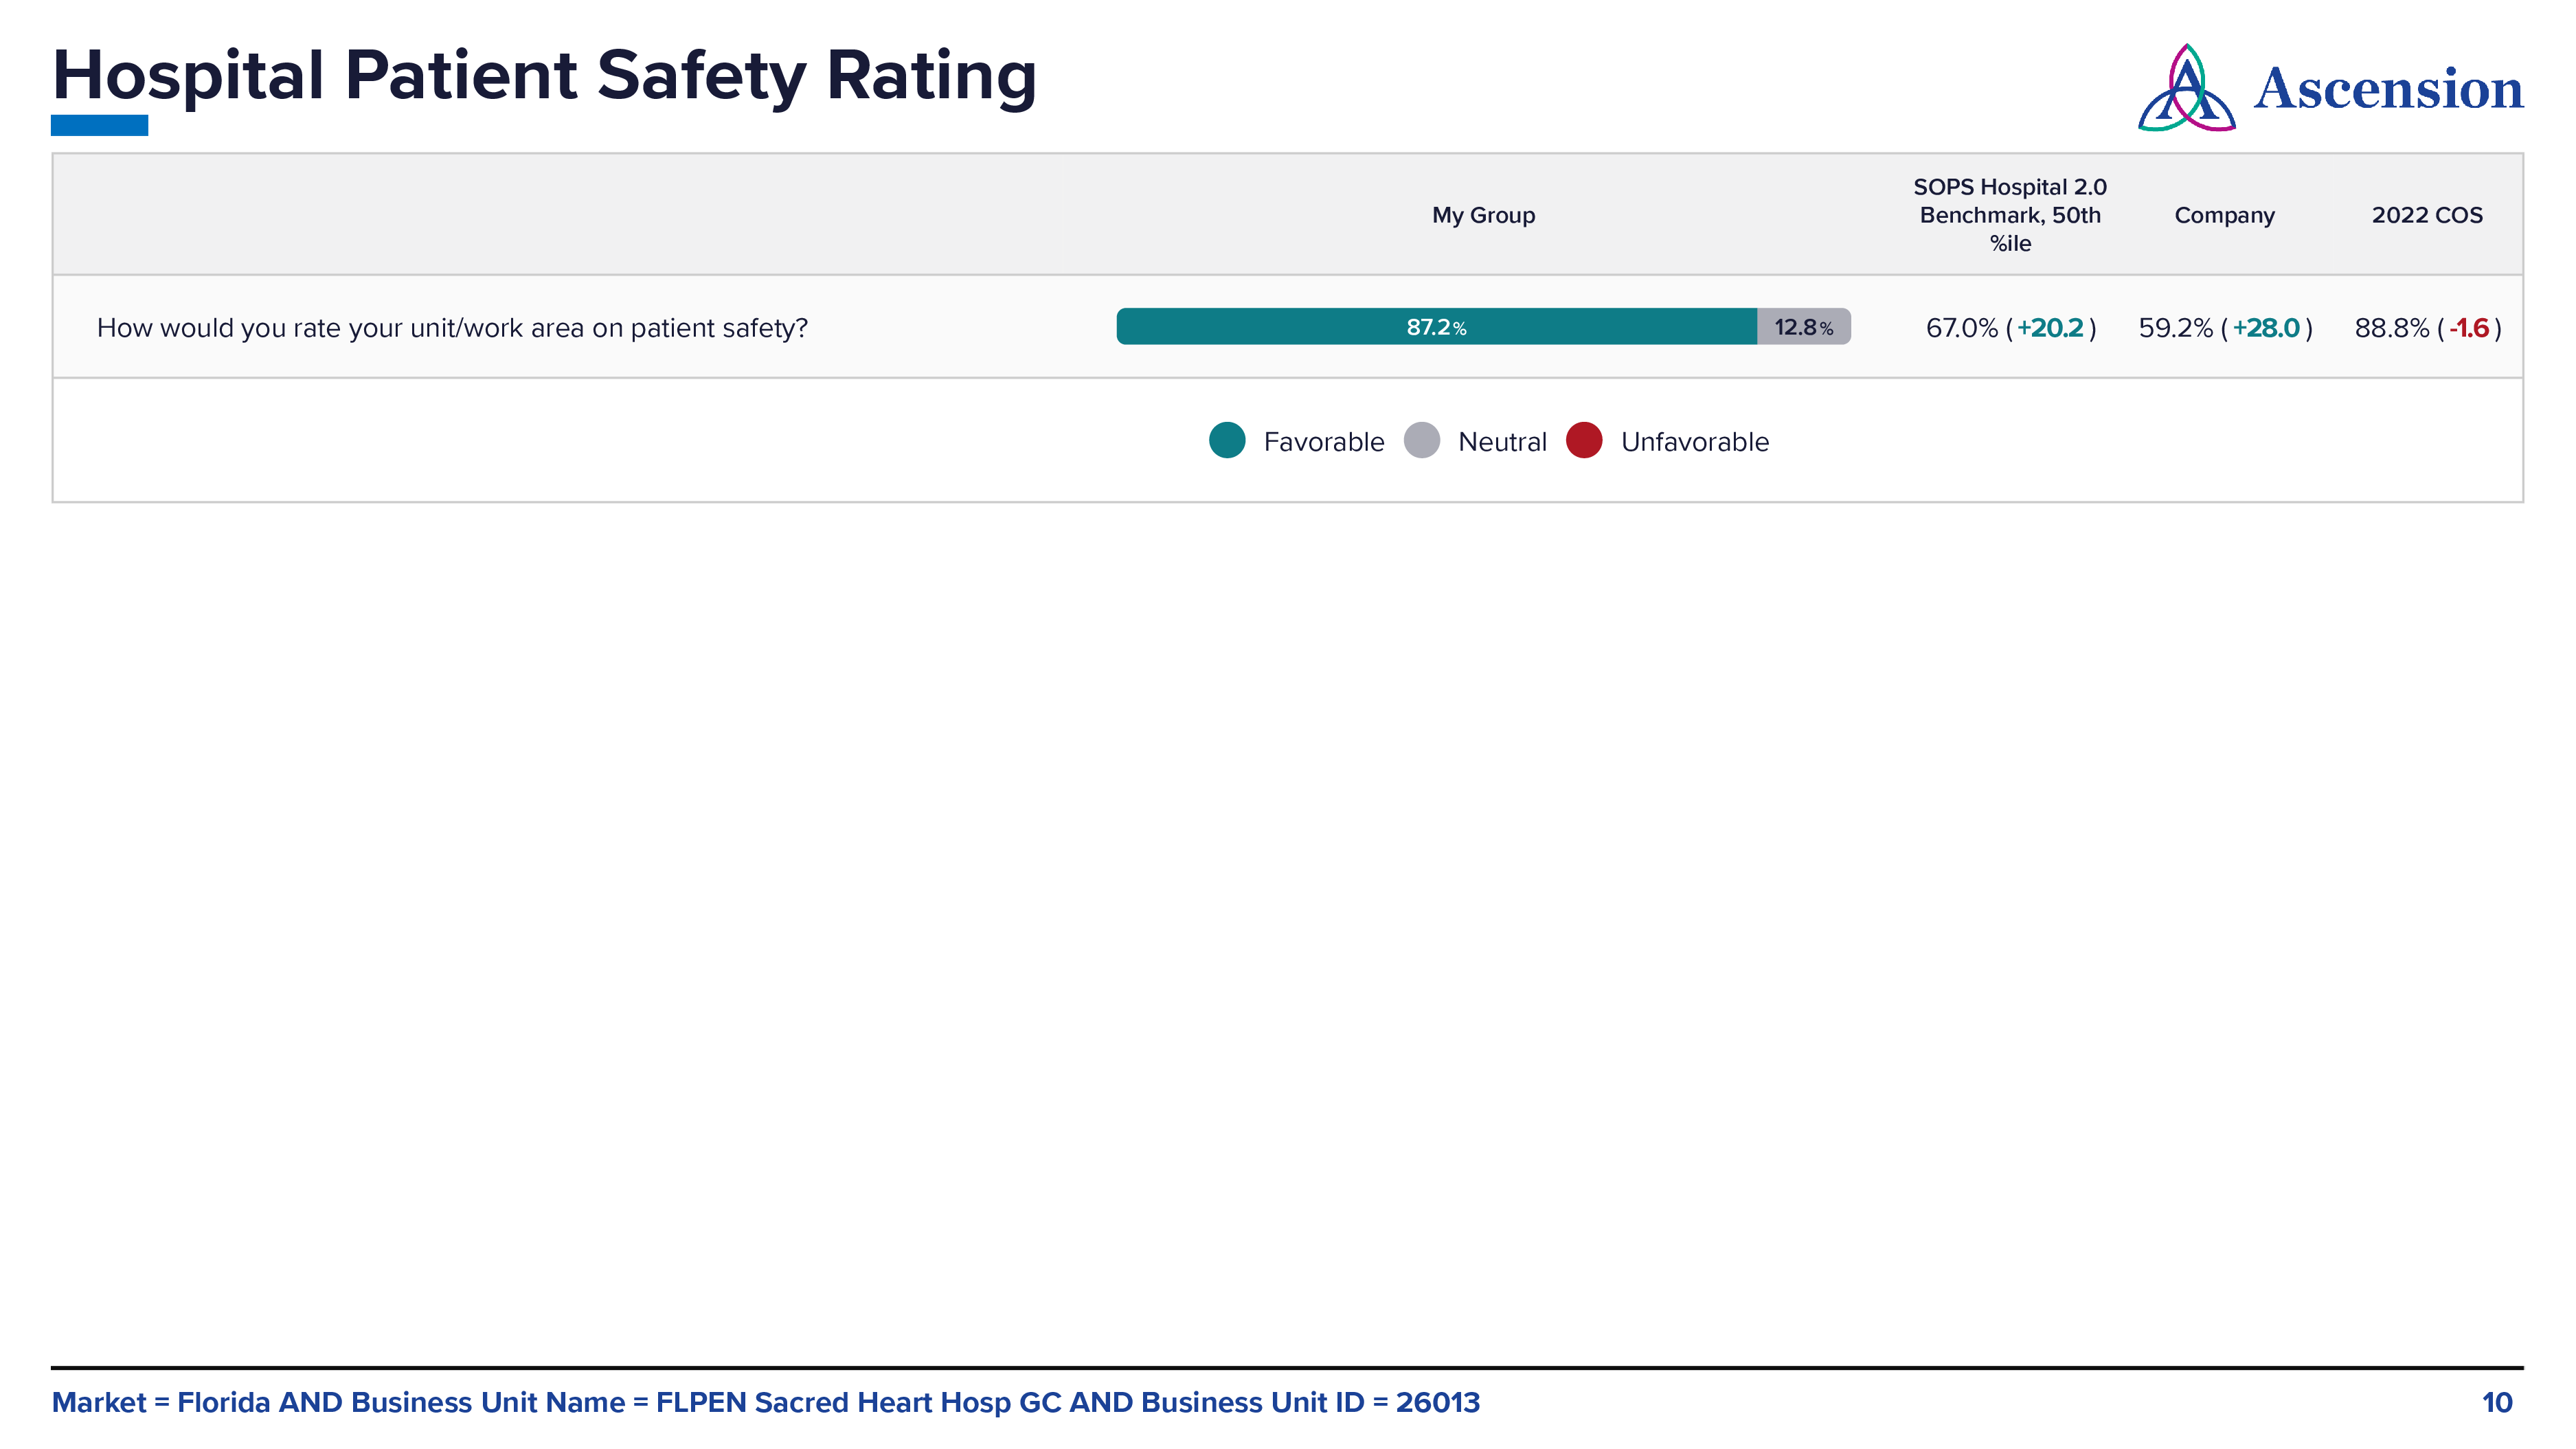 Hospital Patient Safety Rating
Ascension
My Group
SOPS Hospital 2.0
Benchmark, 50th
%ile
Company
2022 COS
How would you rate your unit/work area on patient safety?
87.2%
12.8%
67.0% (+20.2)
59.2% (+28.0)
88.8% (-1.6)
Favorable
Neutral
Unfavorable
Market = Florida AND Business Unit Name = FLPEN Sacred Heart Hosp GC AND Business Unit ID = 26013
10